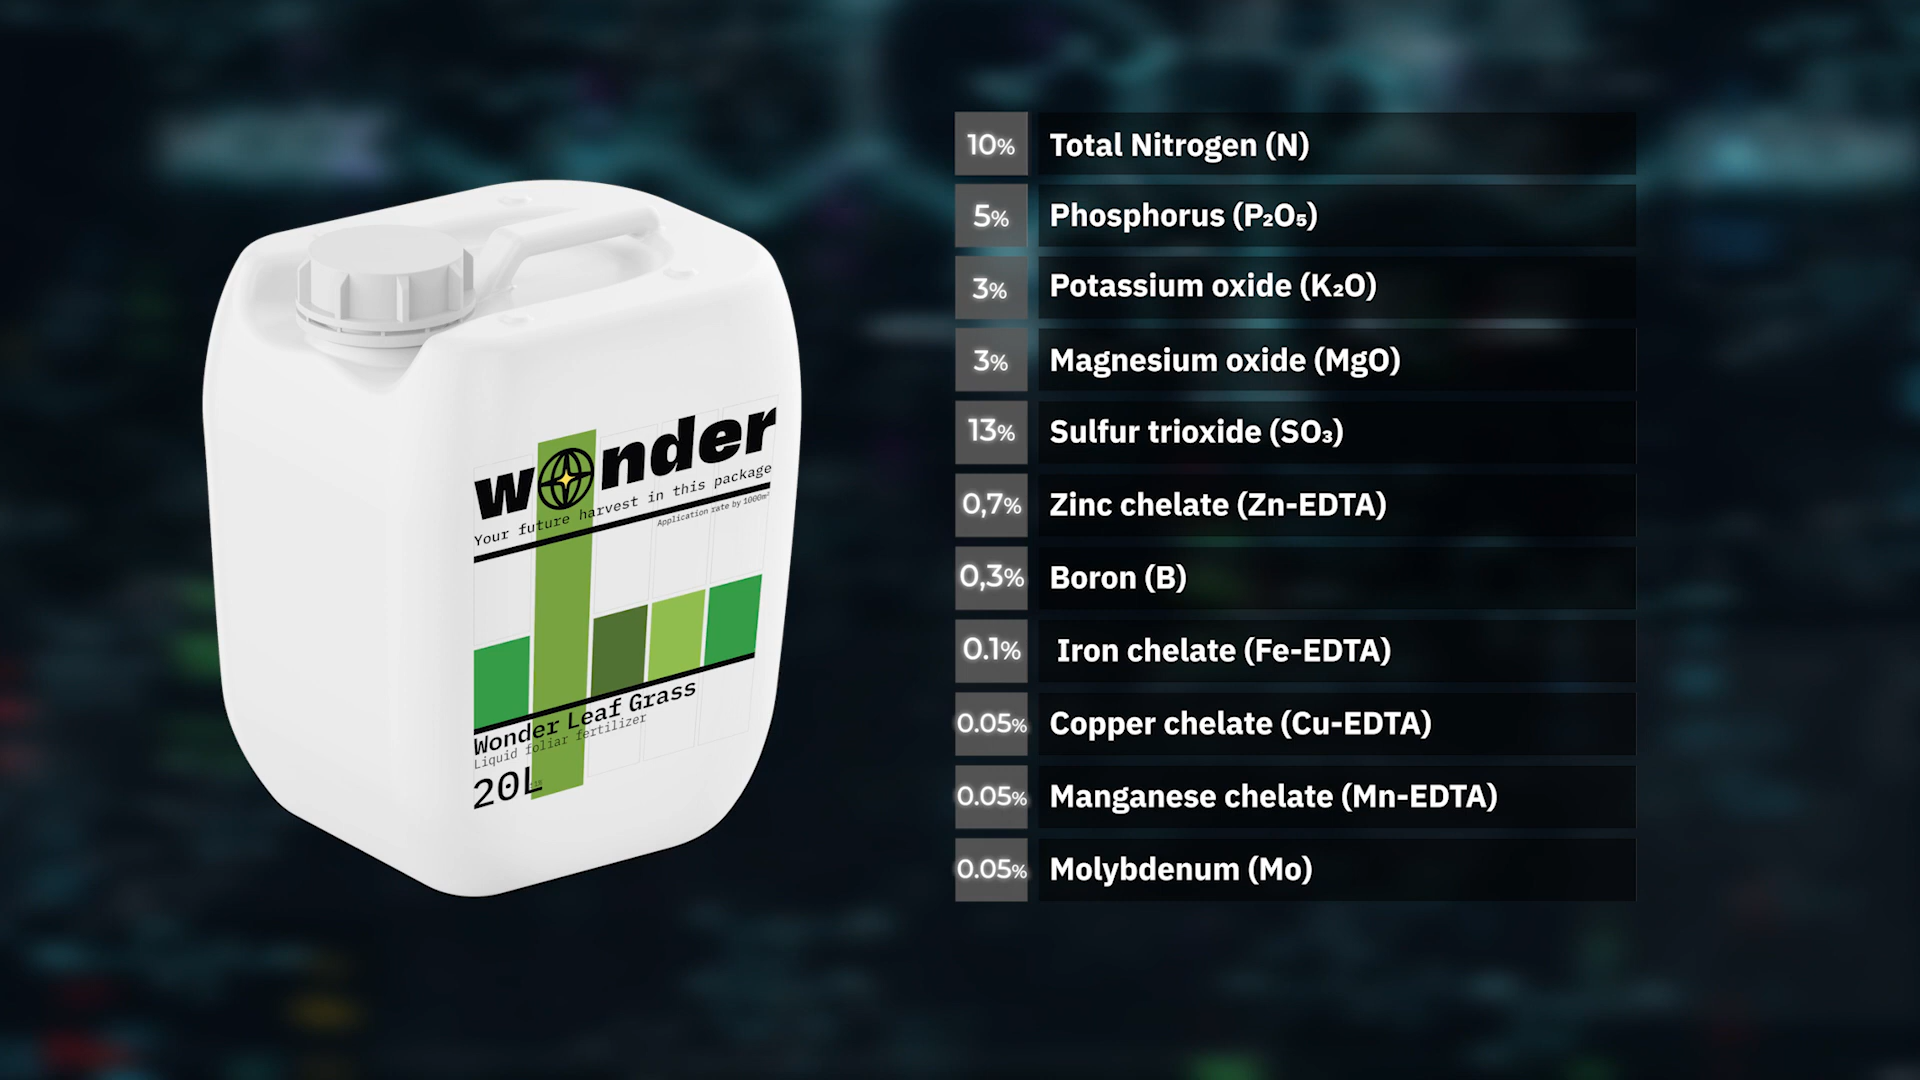 wonder
Your future harvest in this package
Application rate by 1000m²
Wonder Leaf Grass
Liquid foliar fertilizer
20L
10% Total Nitrogen (N)
5% Phosphorus (P₂O₅)
3% Potassium oxide (K₂O)
3% Magnesium oxide (MgO)
13% Sulfur trioxide (SO₃)
0,7% Zinc chelate (Zn-EDTA)
0,3% Boron (B)
0.1% Iron chelate (Fe-EDTA)
0.05% Copper chelate (Cu-EDTA)
0.05% Manganese chelate (Mn-EDTA)
0.05% Molybdenum (Mo)